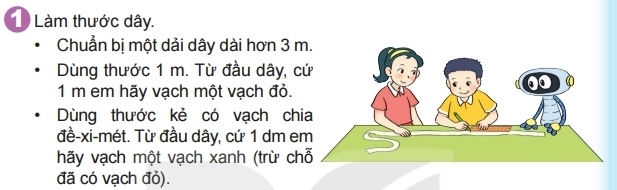 1 Làm thước dây.
• Chuẩn bị một dải dây dài hơn 3 m.
• Dùng thước 1 m. Từ đầu dây, cứ
1 m em hãy vạch một vạch đỏ.
• Dùng thước kẻ có vạch chia
đề-xi-mét. Từ đầu dây, cứ 1 dm em
hãy vạch một vạch xanh (trừ chỗ
đã có vạch đỏ).